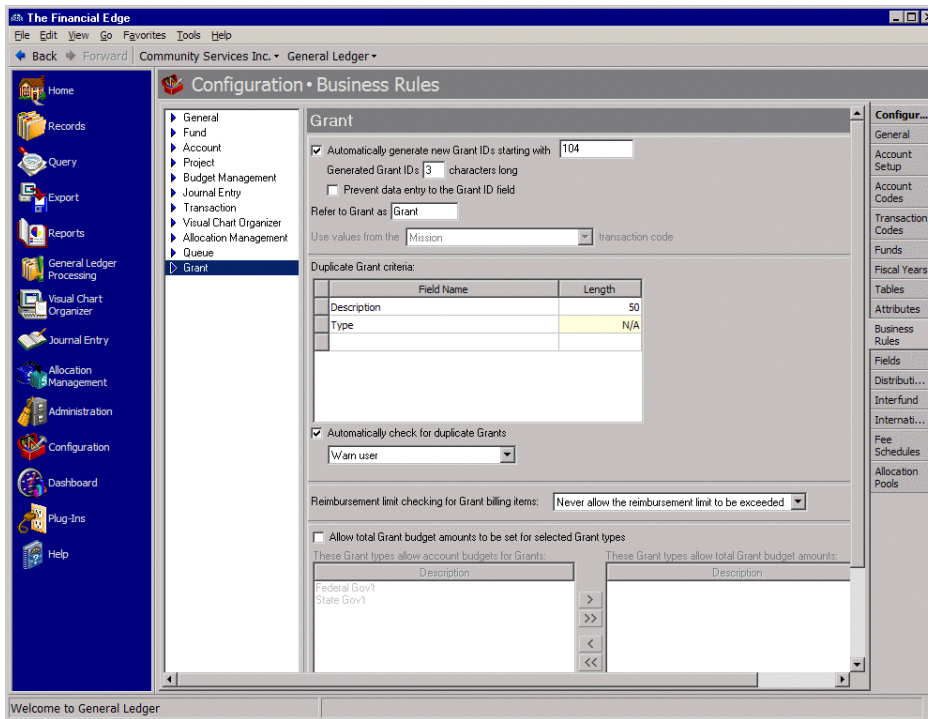 The Financial Edge
File Edit View Go Favorites Tools Help
Back Forward Community Services Inc. General Ledger
Configuration • Business Rules
Home
Records
Query
Export
Reports
General Ledger
Processing
Visual Chart
Organizer
Journal Entry
Allocation
Management
Administration
Configuration
Dashboard
Plug-Ins
Help
General
Fund
Account
Project
Budget Management
Journal Entry
Transaction
Visual Chart Organizer
Allocation Management
Queue
Grant
Grant
Automatically generate new Grant IDs starting with 104
Generated Grant IDs 3 characters long
Prevent data entry to the Grant ID field
Refer to Grant as Grant
Use values from the Mission transaction code
Duplicate Grant criteria:
Field Name Length
Description 50
Type N/A
Automatically check for duplicate Grants
Warn user
Reimbursement limit checking for Grant billing items: Never allow the reimbursement limit to be exceeded
Allow total Grant budget amounts to be set for selected Grant types
These Grant types allow account budgets for Grants:
Description
Federal Gov't
State Gov't
>
>>
<
<<
These Grant types allow total Grant budget amounts:
Description
Configur...
General
Account
Setup
Account
Codes
Transaction
Codes
Funds
Fiscal Years
Tables
Attributes
Business
Rules
Fields
Distributi...
Interfund
Internati...
Fee
Schedules
Allocation
Pools
Welcome to General Ledger